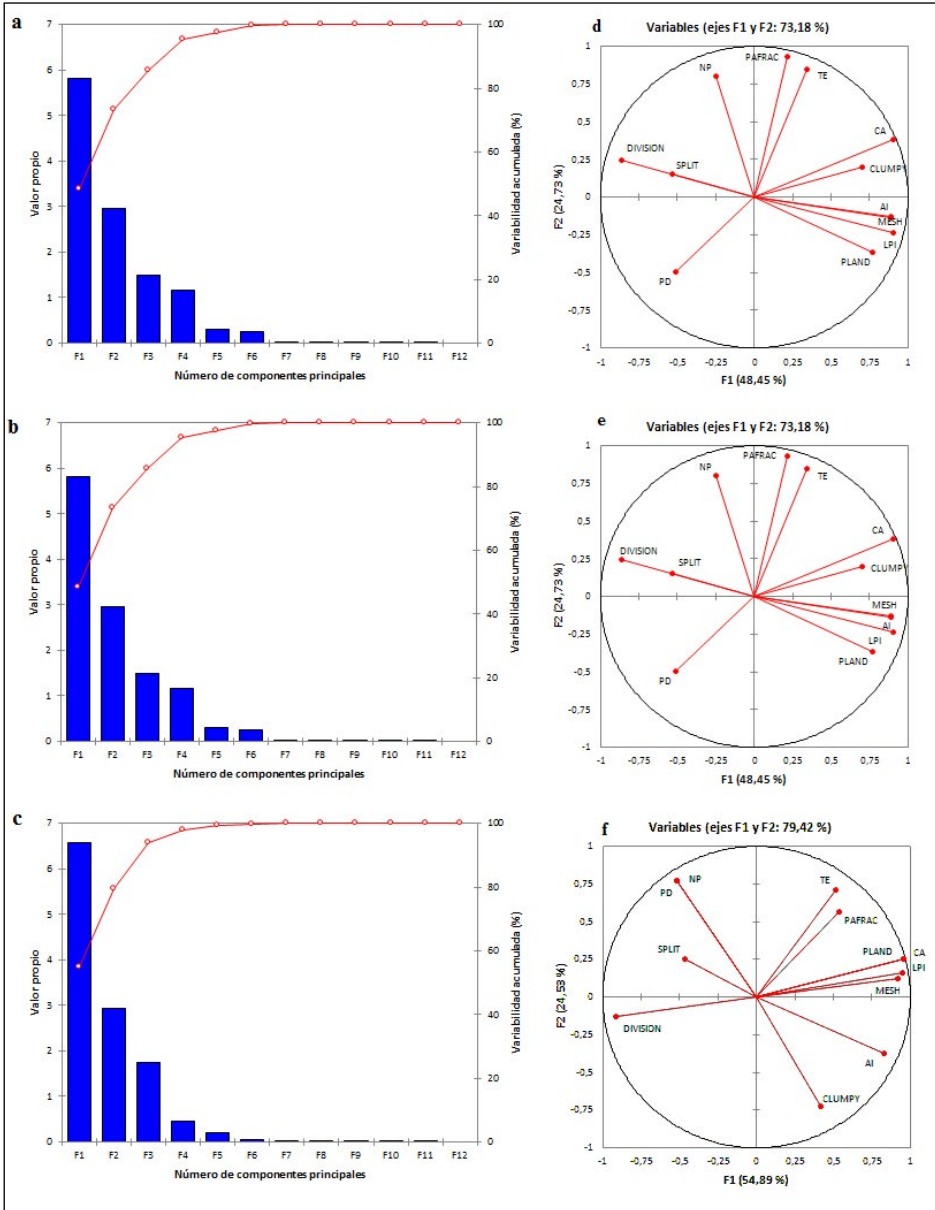 a
7
6
5
4
3
2
1
0
100
80
60
40
20
0
Valor propio
Variabilidad acumulada (%)
F1 F2 F3 F4 F5 F6 F7 F8 F9 F10 F11 F12
Número de componentes principales
d
Variables (ejes F1 y F2: 73,18 %)
1
0,75
0,5
0,25
0
-0,25
-0,5
-0,75
-1
F2 (24,73 %)
NP
PAFRAC
TE
CA
CLUMPY
DIVISION
SPLIT
AI
MESH
LPI
PLAND
PD
-1 -0,75 -0,5 -0,25 0 0,25 0,5 0,75 1
F1 (48,45 %)
b
7
6
5
4
3
2
1
0
100
80
60
40
20
0
Valor propio
Variabilidad acumulada (%)
F1 F2 F3 F4 F5 F6 F7 F8 F9 F10 F11 F12
Número de componentes principales
e
Variables (ejes F1 y F2: 73,18 %)
1
0,75
0,5
0,25
0
-0,25
-0,5
-0,75
-1
F2 (24,73 %)
NP
PAFRAC
TE
CA
CLUMPY
DIVISION
SPLIT
MESH
AI
LPI
PLAND
PD
-1 -0,75 -0,5 -0,25 0 0,25 0,5 0,75 1
F1 (48,45 %)
c
7
6
5
4
3
2
1
0
100
80
60
40
20
0
Valor propio
Variabilidad acumulada (%)
F1 F2 F3 F4 F5 F6 F7 F8 F9 F10 F11 F12
Número de componentes principales
f
Variables (ejes F1 y F2: 79,42 %)
1
0,75
0,5
0,25
0
-0,25
-0,5
-0,75
-1
F2 (24,53 %)
NP
PD
TE
PAFRAC
SPLIT
PLAND
CA
LPI
MESH
DIVISION
AI
CLUMPY
-1 -0,75 -0,5 -0,25 0 0,25 0,5 0,75 1
F1 (54,89 %)